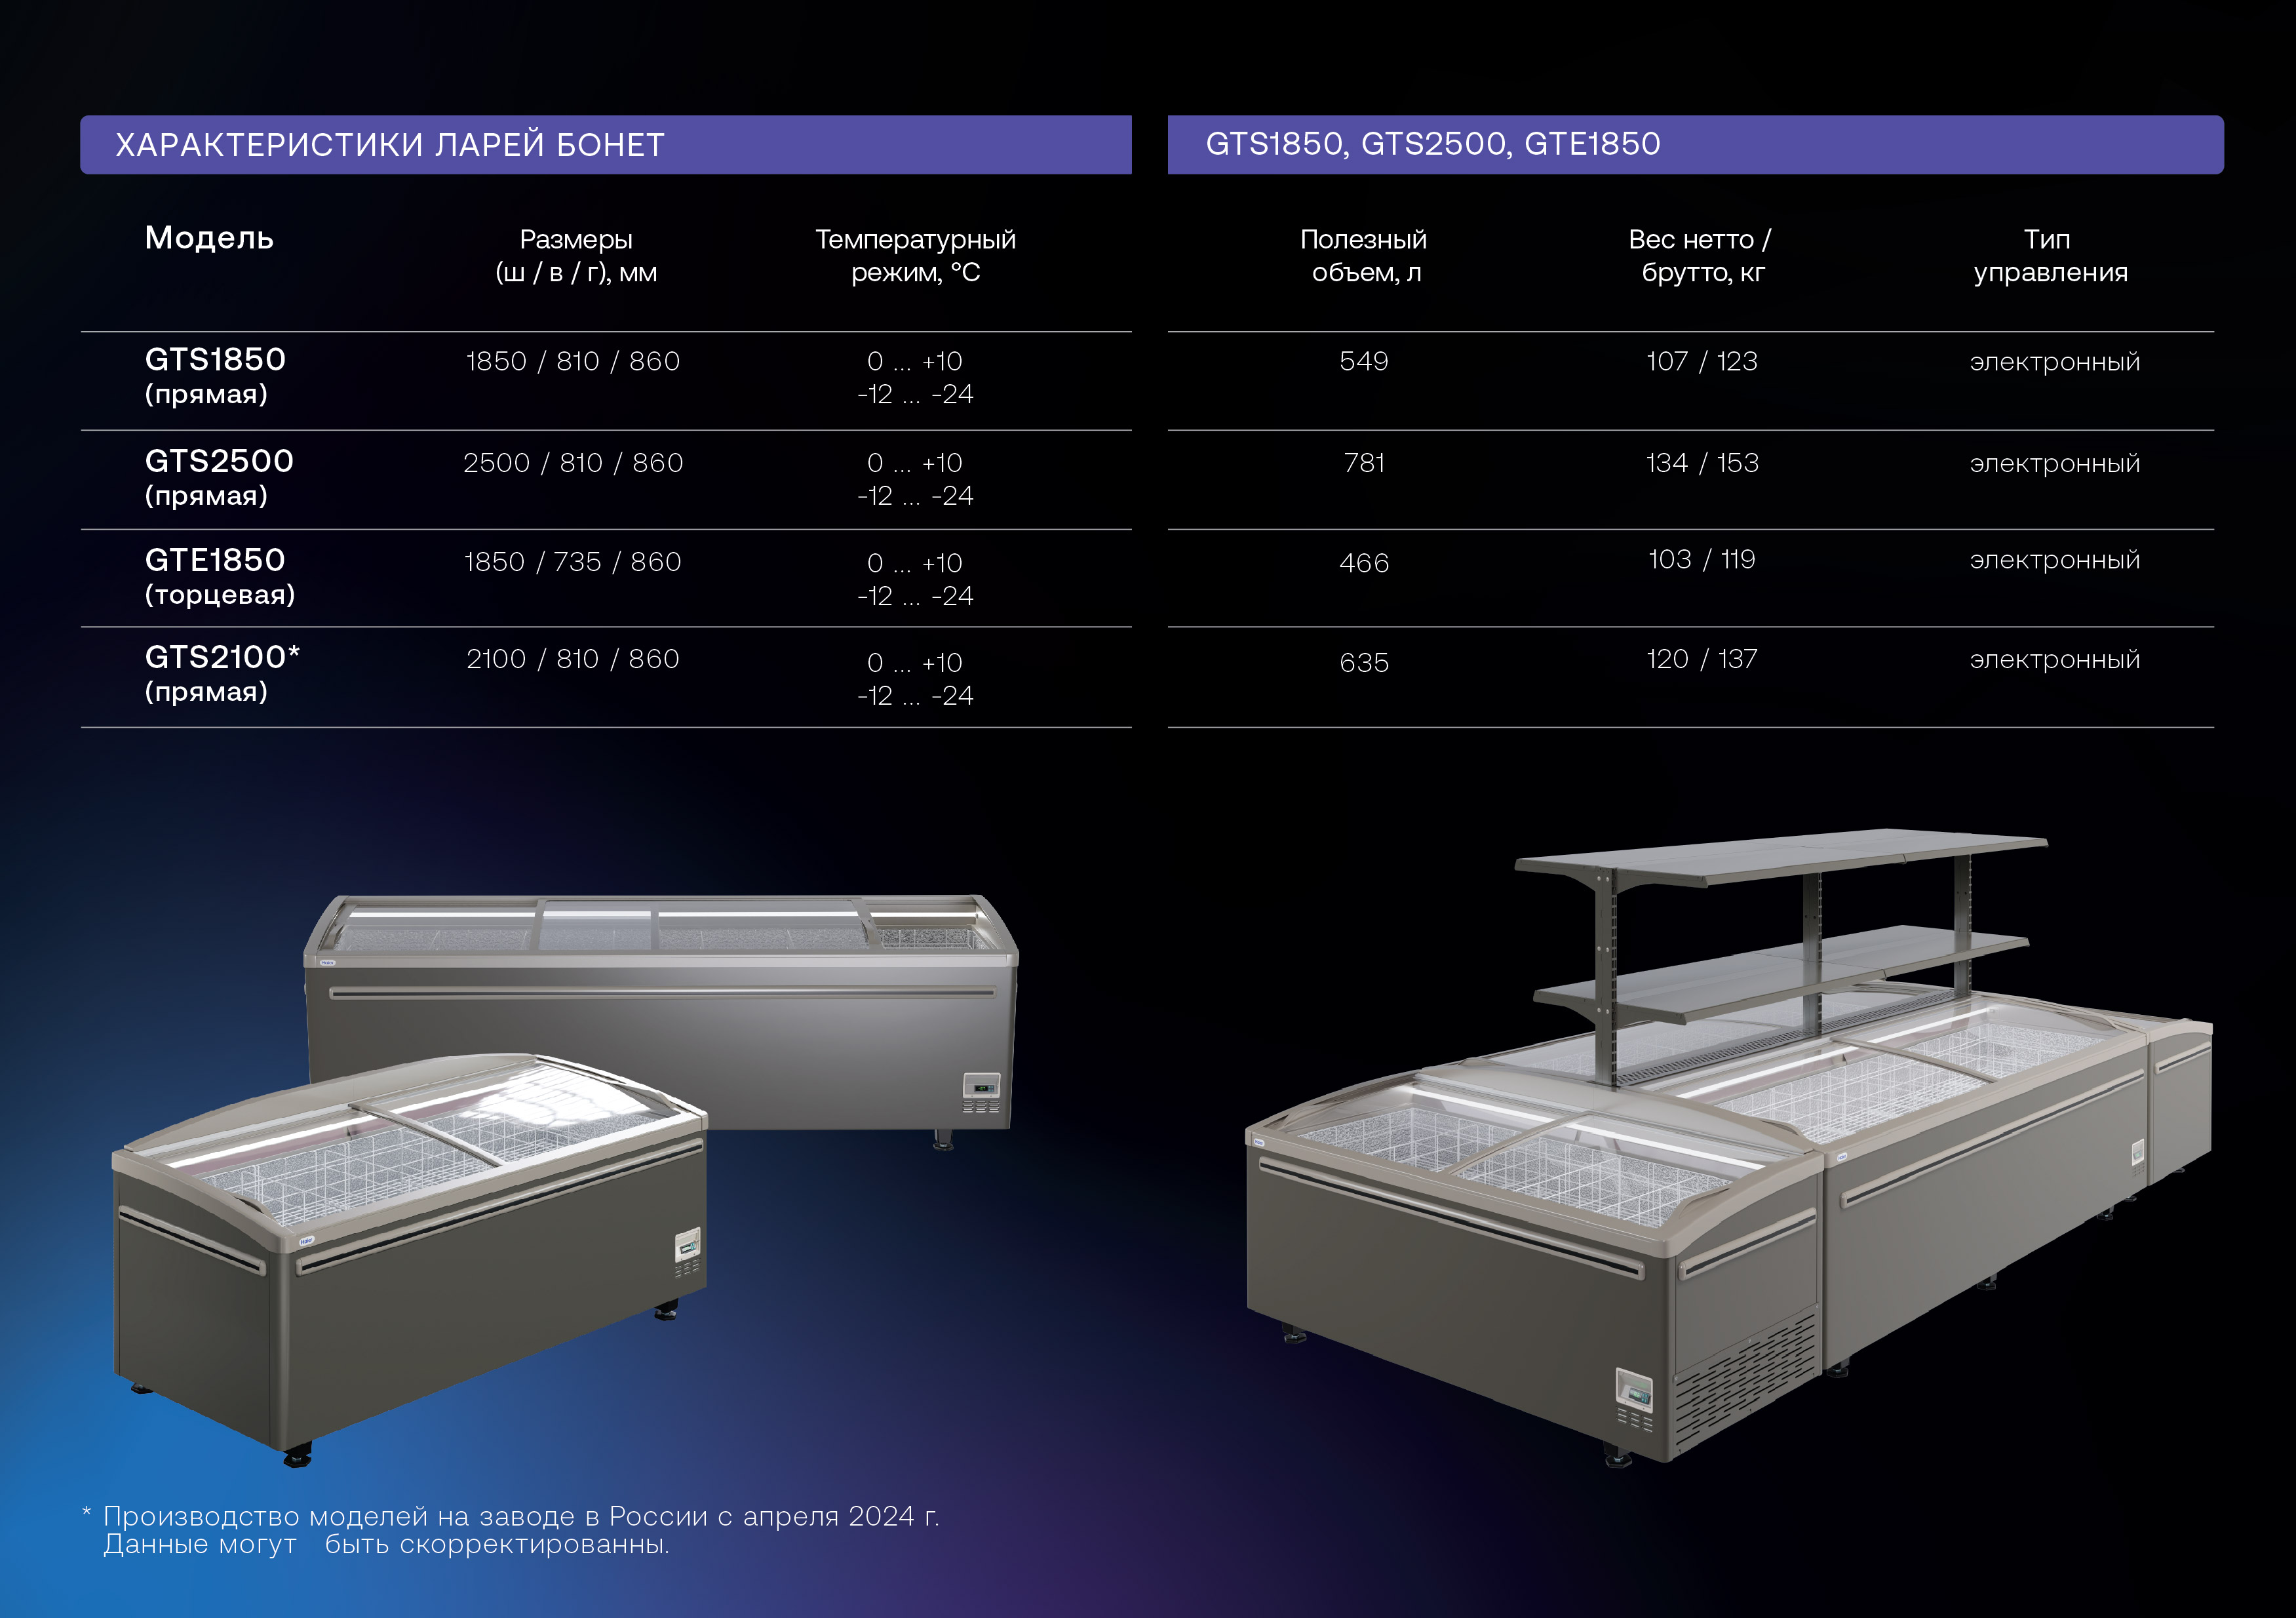 ХАРАКТЕРИСТИКИ ЛАРЕЙ БОНЕТ
GTS1850, GTS2500, GTE1850
Модель
Размеры
(ш / в / г), мм
Температурный
режим, °C
Полезный
объем, л
Вес нетто /
брутто, кг
Тип
управления
GTS1850
(прямая)
1850 / 810 / 860
0 ... +10
-12 ... -24
549
107 / 123
электронный
GTS2500
(прямая)
2500 / 810 / 860
0 ... +10
-12 ... -24
781
134 / 153
электронный
GTE1850
(торцевая)
1850 / 735 / 860
0 ... +10
-12 ... -24
466
103 / 119
электронный
GTS2100*
(прямая)
2100 / 810 / 860
0 ... +10
-12 ... -24
635
120 / 137
электронный
Haier
* Производство моделей на заводе в России с апреля 2024 г.
Данные могут быть скорректированны.